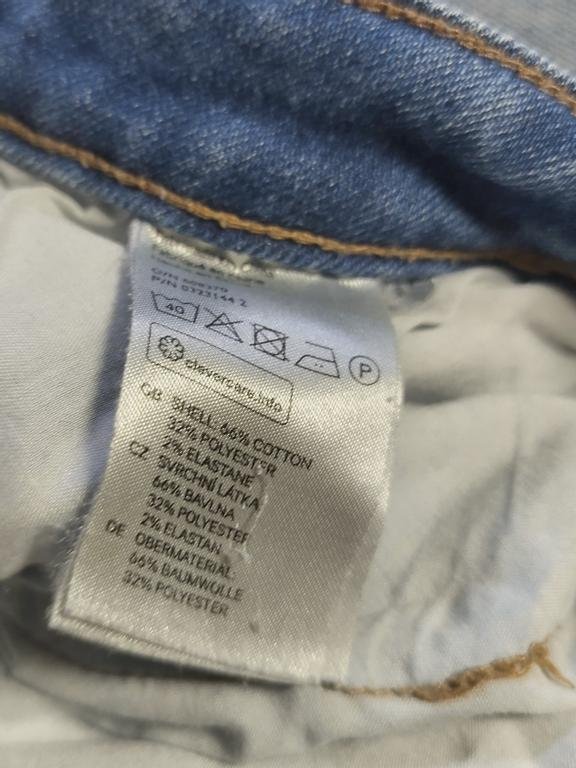 O/N 608370
P/N 0323144 2
40 P
clevercare.info
GB SHELL: 66% COTTON
32% POLYESTER
2% ELASTANE
CZ SVRCHNÍ LÁTKA
66% BAVLNA
32% POLYESTER
2% ELASTAN
DE OBERMATERIAL:
66% BAUMWOLLE
32% POLYESTER